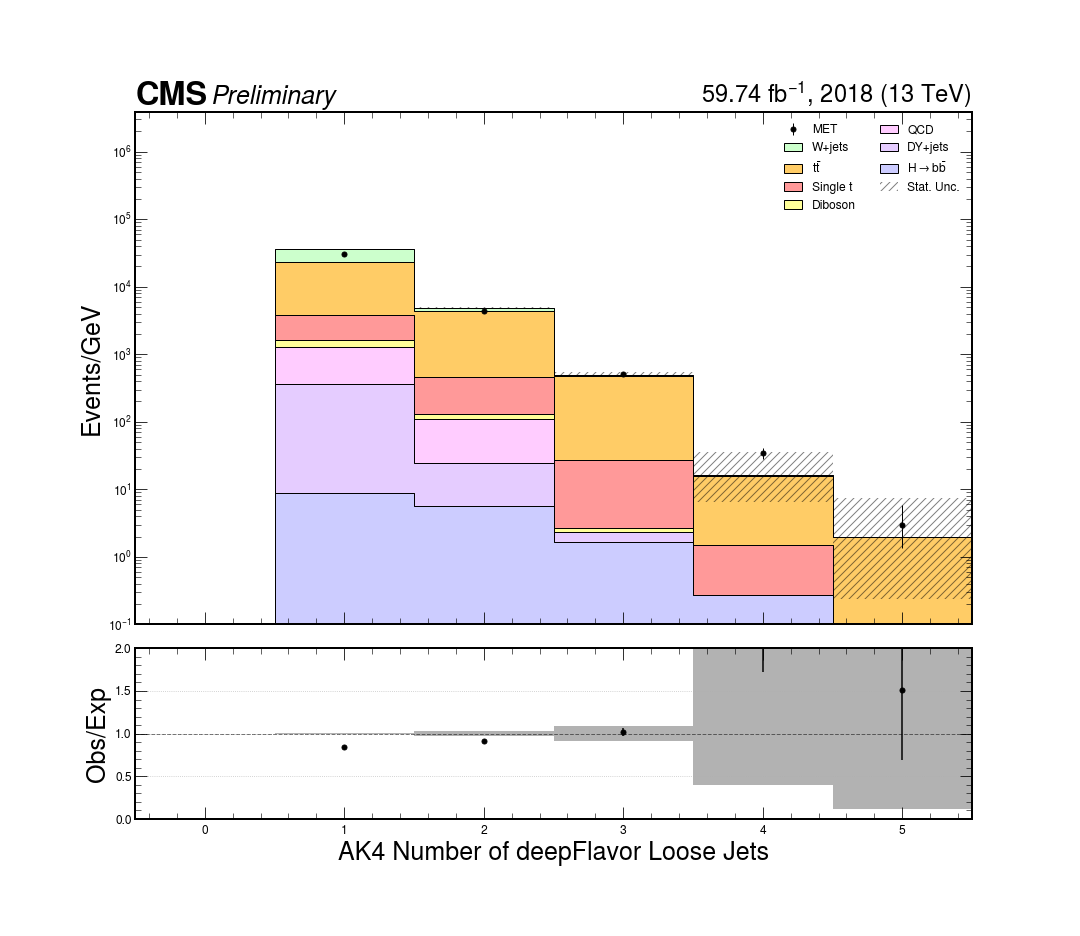 CMS Preliminary
59.74 fb⁻¹, 2018 (13 TeV)
MET
W+jets
tt̄
Single t
Diboson
QCD
DY+jets
H→bb̄
Stat. Unc.
Events/GeV
10⁶
10⁵
10⁴
10³
10²
10¹
10⁰
10⁻¹
Obs/Exp
2.0
1.5
1.0
0.5
0.0
0 1 2 3 4 5
AK4 Number of deepFlavor Loose Jets